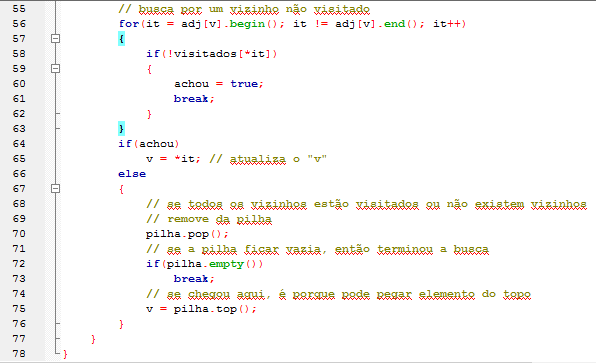 55 // busca por um vizinho não visitado
56 for(it = adj[v].begin(); it != adj[v].end(); it++)
57 {
58 if(!visitados[*it])
59 {
60 achou = true;
61 break;
62 }
63 }
64 if(achou)
65 v = *it; // atualiza o "v"
66 else
67 {
68 // se todos os vizinhos estão visitados ou não existem vizinhos
69 // remove da pilha
70 pilha.pop();
71 // se a pilha ficar vazia, então terminou a busca
72 if(pilha.empty())
73 break;
74 // se chegou aqui, é porque pode pegar elemento do topo
75 v = pilha.top();
76 }
77 }
78 }